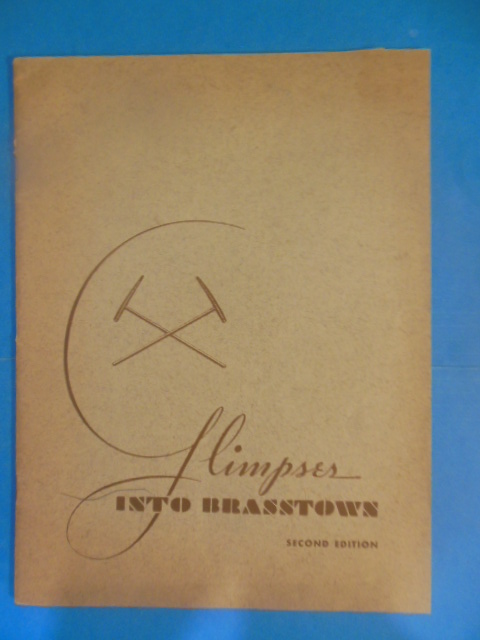 Glimpses
INTO BRASSTOWN
SECOND EDITION